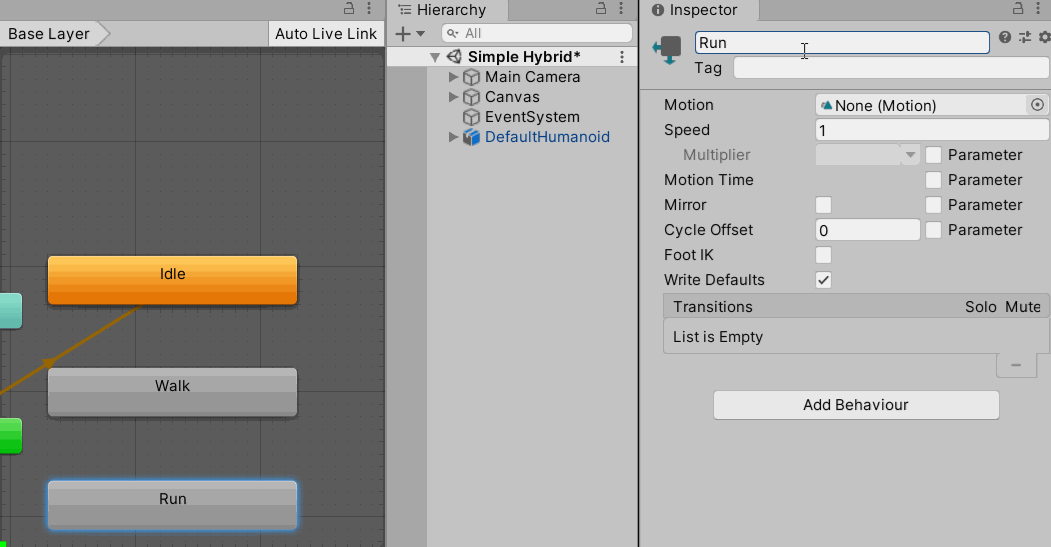 Base Layer
Auto Live Link
Idle
Walk
Run
Hierarchy
All
Simple Hybrid*
Main Camera
Canvas
EventSystem
DefaultHumanoid
Inspector
Run
Tag
Motion
None (Motion)
Speed
1
Multiplier
Parameter
Motion Time
Parameter
Mirror
Parameter
Cycle Offset
0
Parameter
Foot IK
Write Defaults
Transitions
Solo
Mute
List is Empty
Add Behaviour